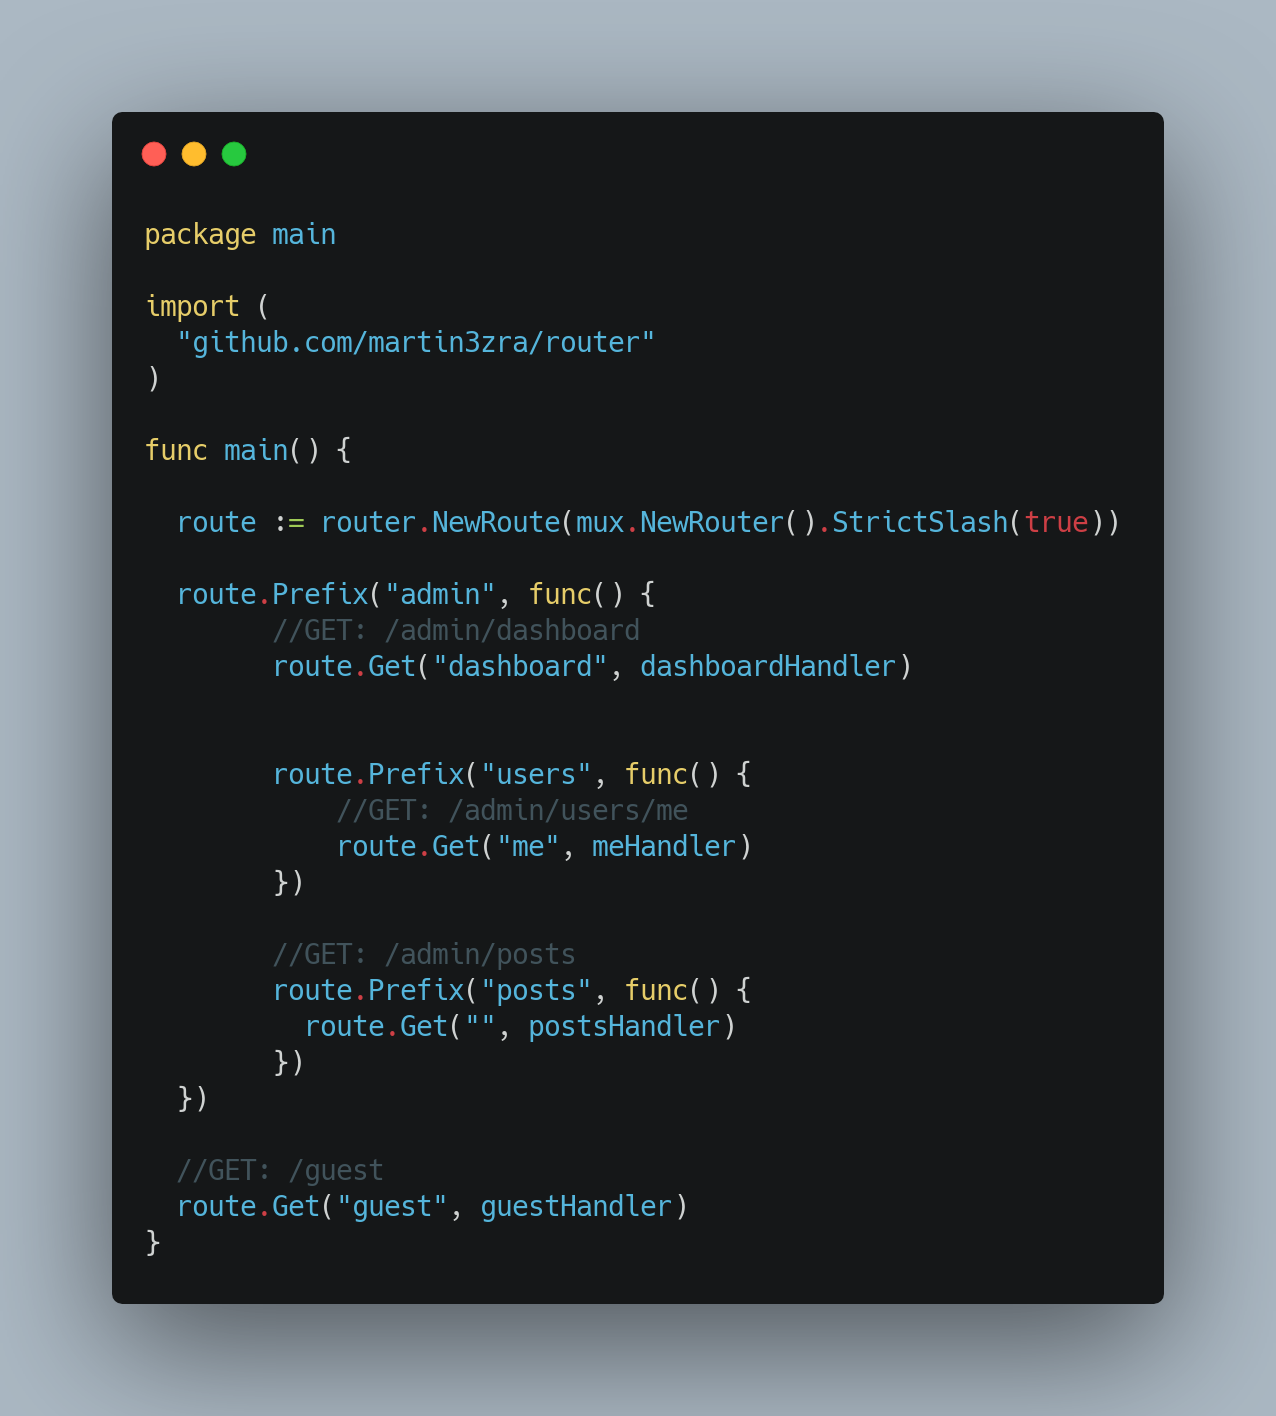 package main

import (
  "github.com/martin3zra/router"
)

func main() {

  route := router.NewRoute(mux.NewRouter().StrictSlash(true))

  route.Prefix("admin", func() {
        //GET: /admin/dashboard
        route.Get("dashboard", dashboardHandler)


        route.Prefix("users", func() {
            //GET: /admin/users/me
            route.Get("me", meHandler)
        })

        //GET: /admin/posts
        route.Prefix("posts", func() {
          route.Get("", postsHandler)
        })
  })

  //GET: /guest
  route.Get("guest", guestHandler)
}